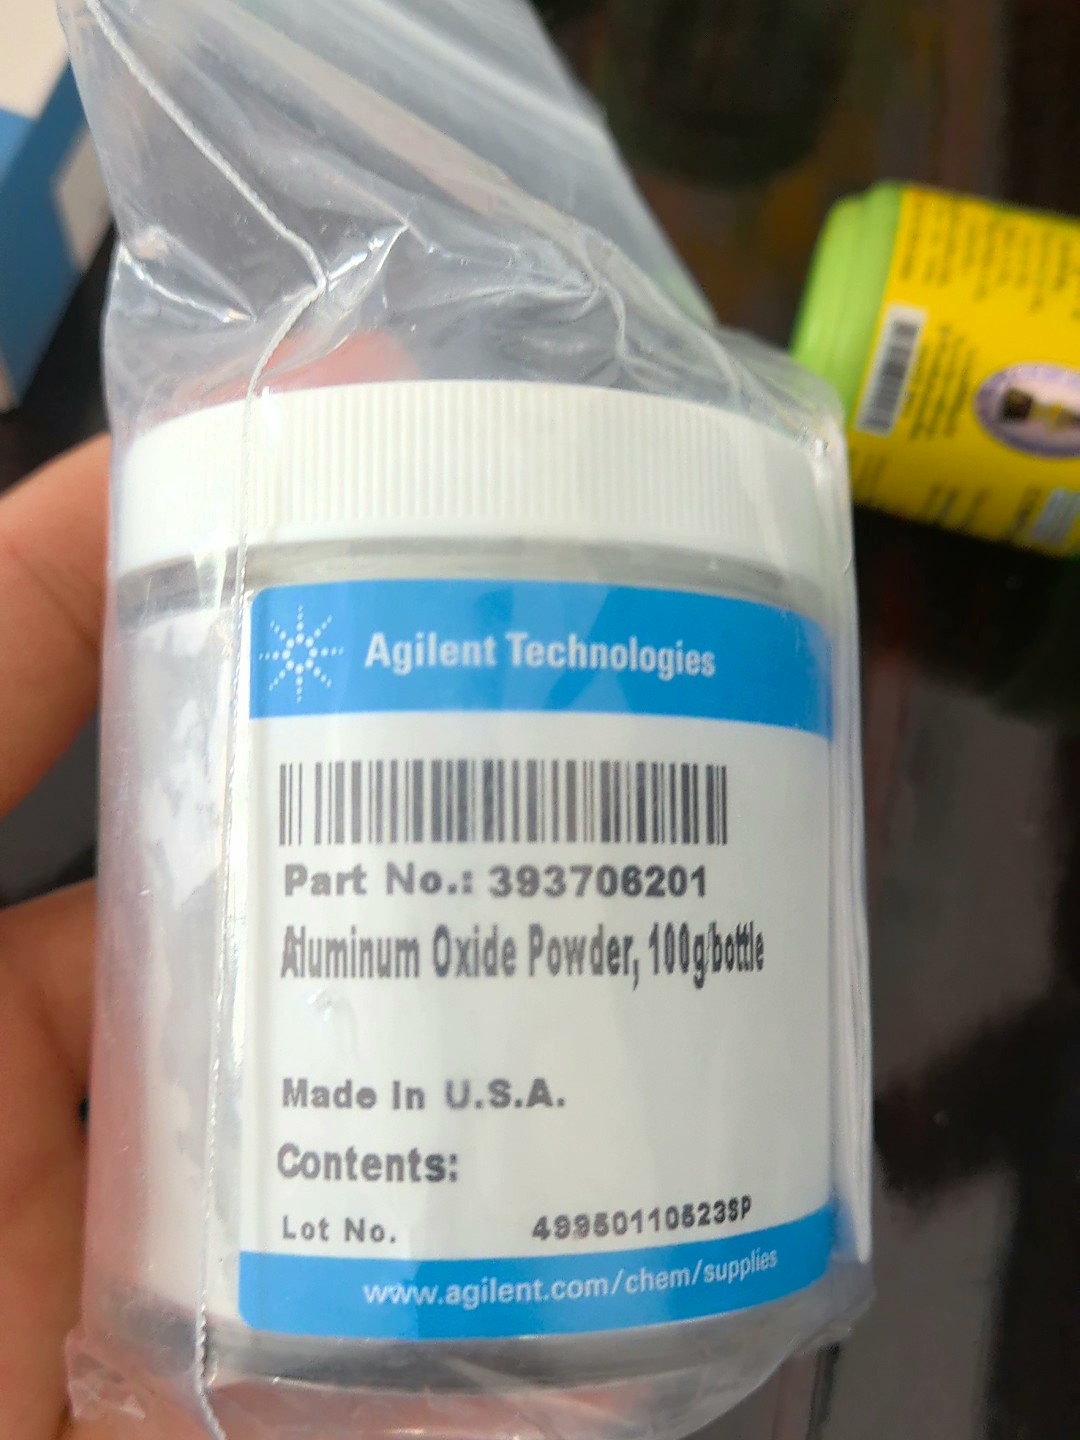 Agilent Technologies
Part No.: 393706201
Aluminum Oxide Powder, 100g/bottle
Made In U.S.A.
Contents:
Lot No. 49950110523SP
www.agilent.com/chem/supplies